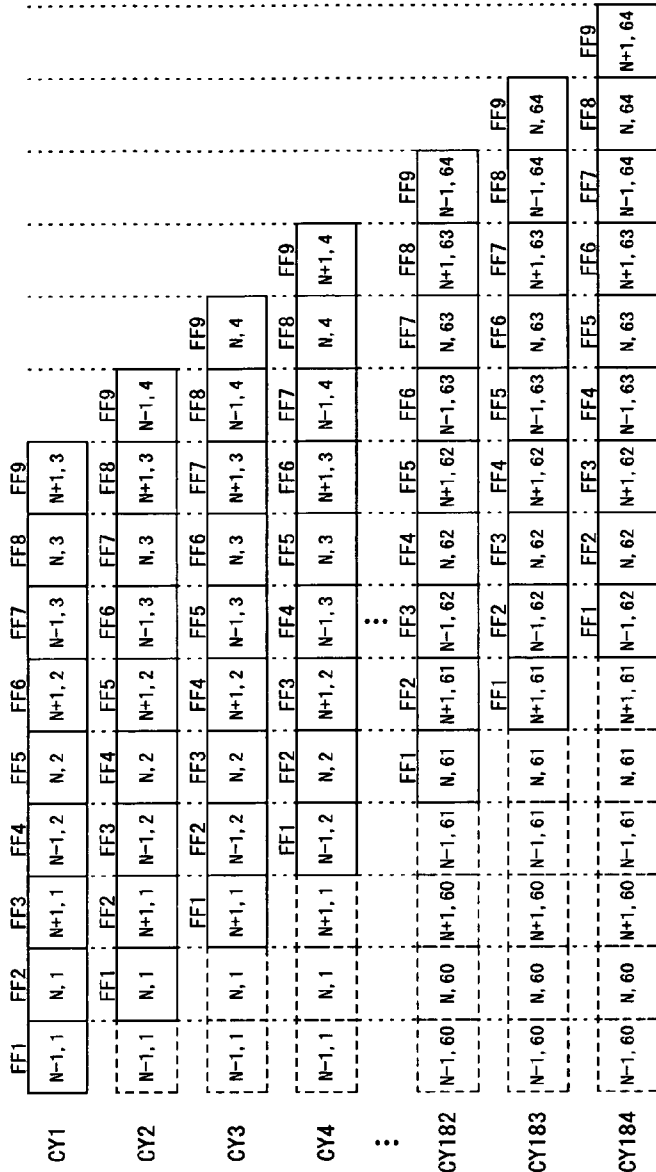 FF1 FF2 FF3 FF4 FF5 FF6 FF7 FF8 FF9
CY1 N-1, 1 N, 1 N+1, 1 N-1, 2 N, 2 N+1, 2 N-1, 3 N, 3 N+1, 3
FF1 FF2 FF3 FF4 FF5 FF6 FF7 FF8 FF9
CY2 N-1, 1 N, 1 N+1, 1 N-1, 2 N, 2 N+1, 2 N-1, 3 N, 3 N+1, 3 N-1, 4
FF1 FF2 FF3 FF4 FF5 FF6 FF7 FF8 FF9
CY3 N-1, 1 N, 1 N+1, 1 N-1, 2 N, 2 N+1, 2 N-1, 3 N, 3 N+1, 3 N-1, 4 N, 4
FF1 FF2 FF3 FF4 FF5 FF6 FF7 FF8 FF9
CY4 N-1, 1 N, 1 N+1, 1 N-1, 2 N, 2 N+1, 2 N-1, 3 N, 3 N+1, 3 N-1, 4 N, 4 N+1, 4
... ...
FF1 FF2 FF3 FF4 FF5 FF6 FF7 FF8 FF9
CY182 N-1, 60 N, 60 N+1, 60 N-1, 61 N, 61 N+1, 61 N-1, 62 N, 62 N+1, 62 N-1, 63 N, 63 N+1, 63 N-1, 64
FF1 FF2 FF3 FF4 FF5 FF6 FF7 FF8 FF9
CY183 N-1, 60 N, 60 N+1, 60 N-1, 61 N, 61 N+1, 61 N-1, 62 N, 62 N+1, 62 N-1, 63 N, 63 N+1, 63 N-1, 64 N, 64
FF1 FF2 FF3 FF4 FF5 FF6 FF7 FF8 FF9
CY184 N-1, 60 N, 60 N+1, 60 N-1, 61 N, 61 N+1, 61 N-1, 62 N, 62 N+1, 62 N-1, 63 N, 63 N+1, 63 N-1, 64 N, 64 N+1, 64